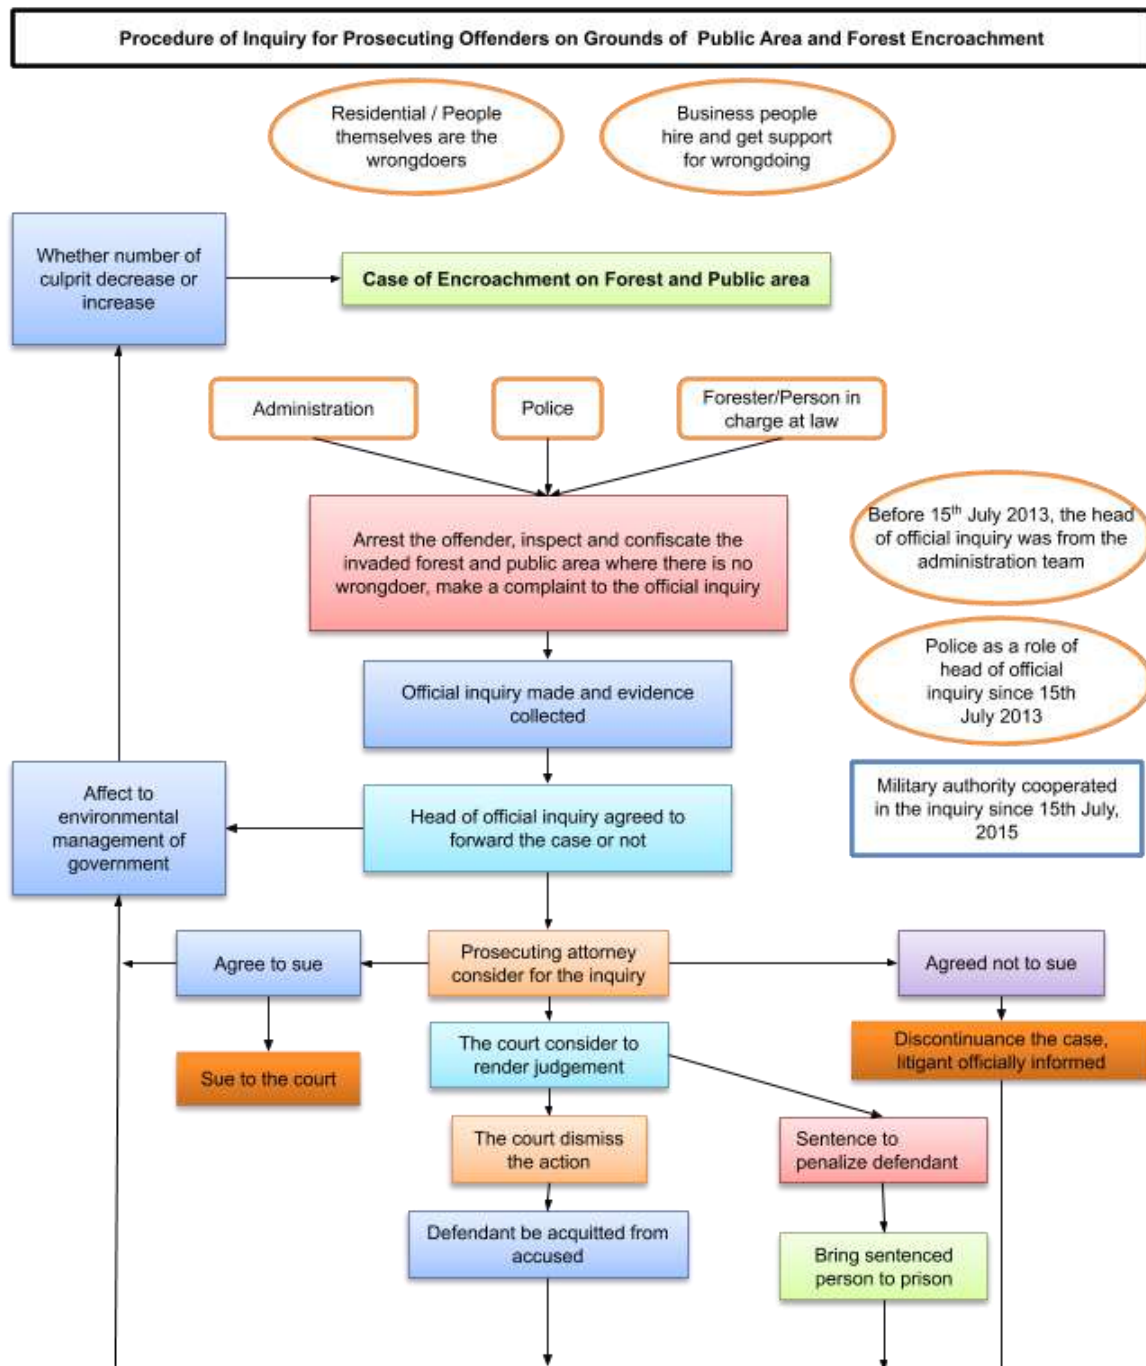 Procedure of Inquiry for Prosecuting Offenders on Grounds of Public Area and Forest Encroachment
Residential / People
themselves are the
wrongdoers
Business people
hire and get support
for wrongdoing
Whether number of
culprit decrease or
increase
Case of Encroachment on Forest and Public area
Administration
Police
Forester/Person in
charge at law
Arrest the offender, inspect and confiscate the
invaded forest and public area where there is no
wrongdoer, make a complaint to the official inquiry
Before 15th July 2013, the head
of official inquiry was from the
administration team
Official inquiry made and evidence
collected
Police as a role of
head of official
inquiry since 15th
July 2013
Affect to
environmental
management of
government
Head of official inquiry agreed to
forward the case or not
Military authority cooperated
in the inquiry since 15th July,
2015
Agree to sue
Prosecuting attorney
consider for the inquiry
Agreed not to sue
Sue to the court
The court consider to
render judgement
Discontinuance the case,
litigant officially informed
The court dismiss
the action
Sentence to
penalize defendant
Defendant be acquitted from
accused
Bring sentenced
person to prison